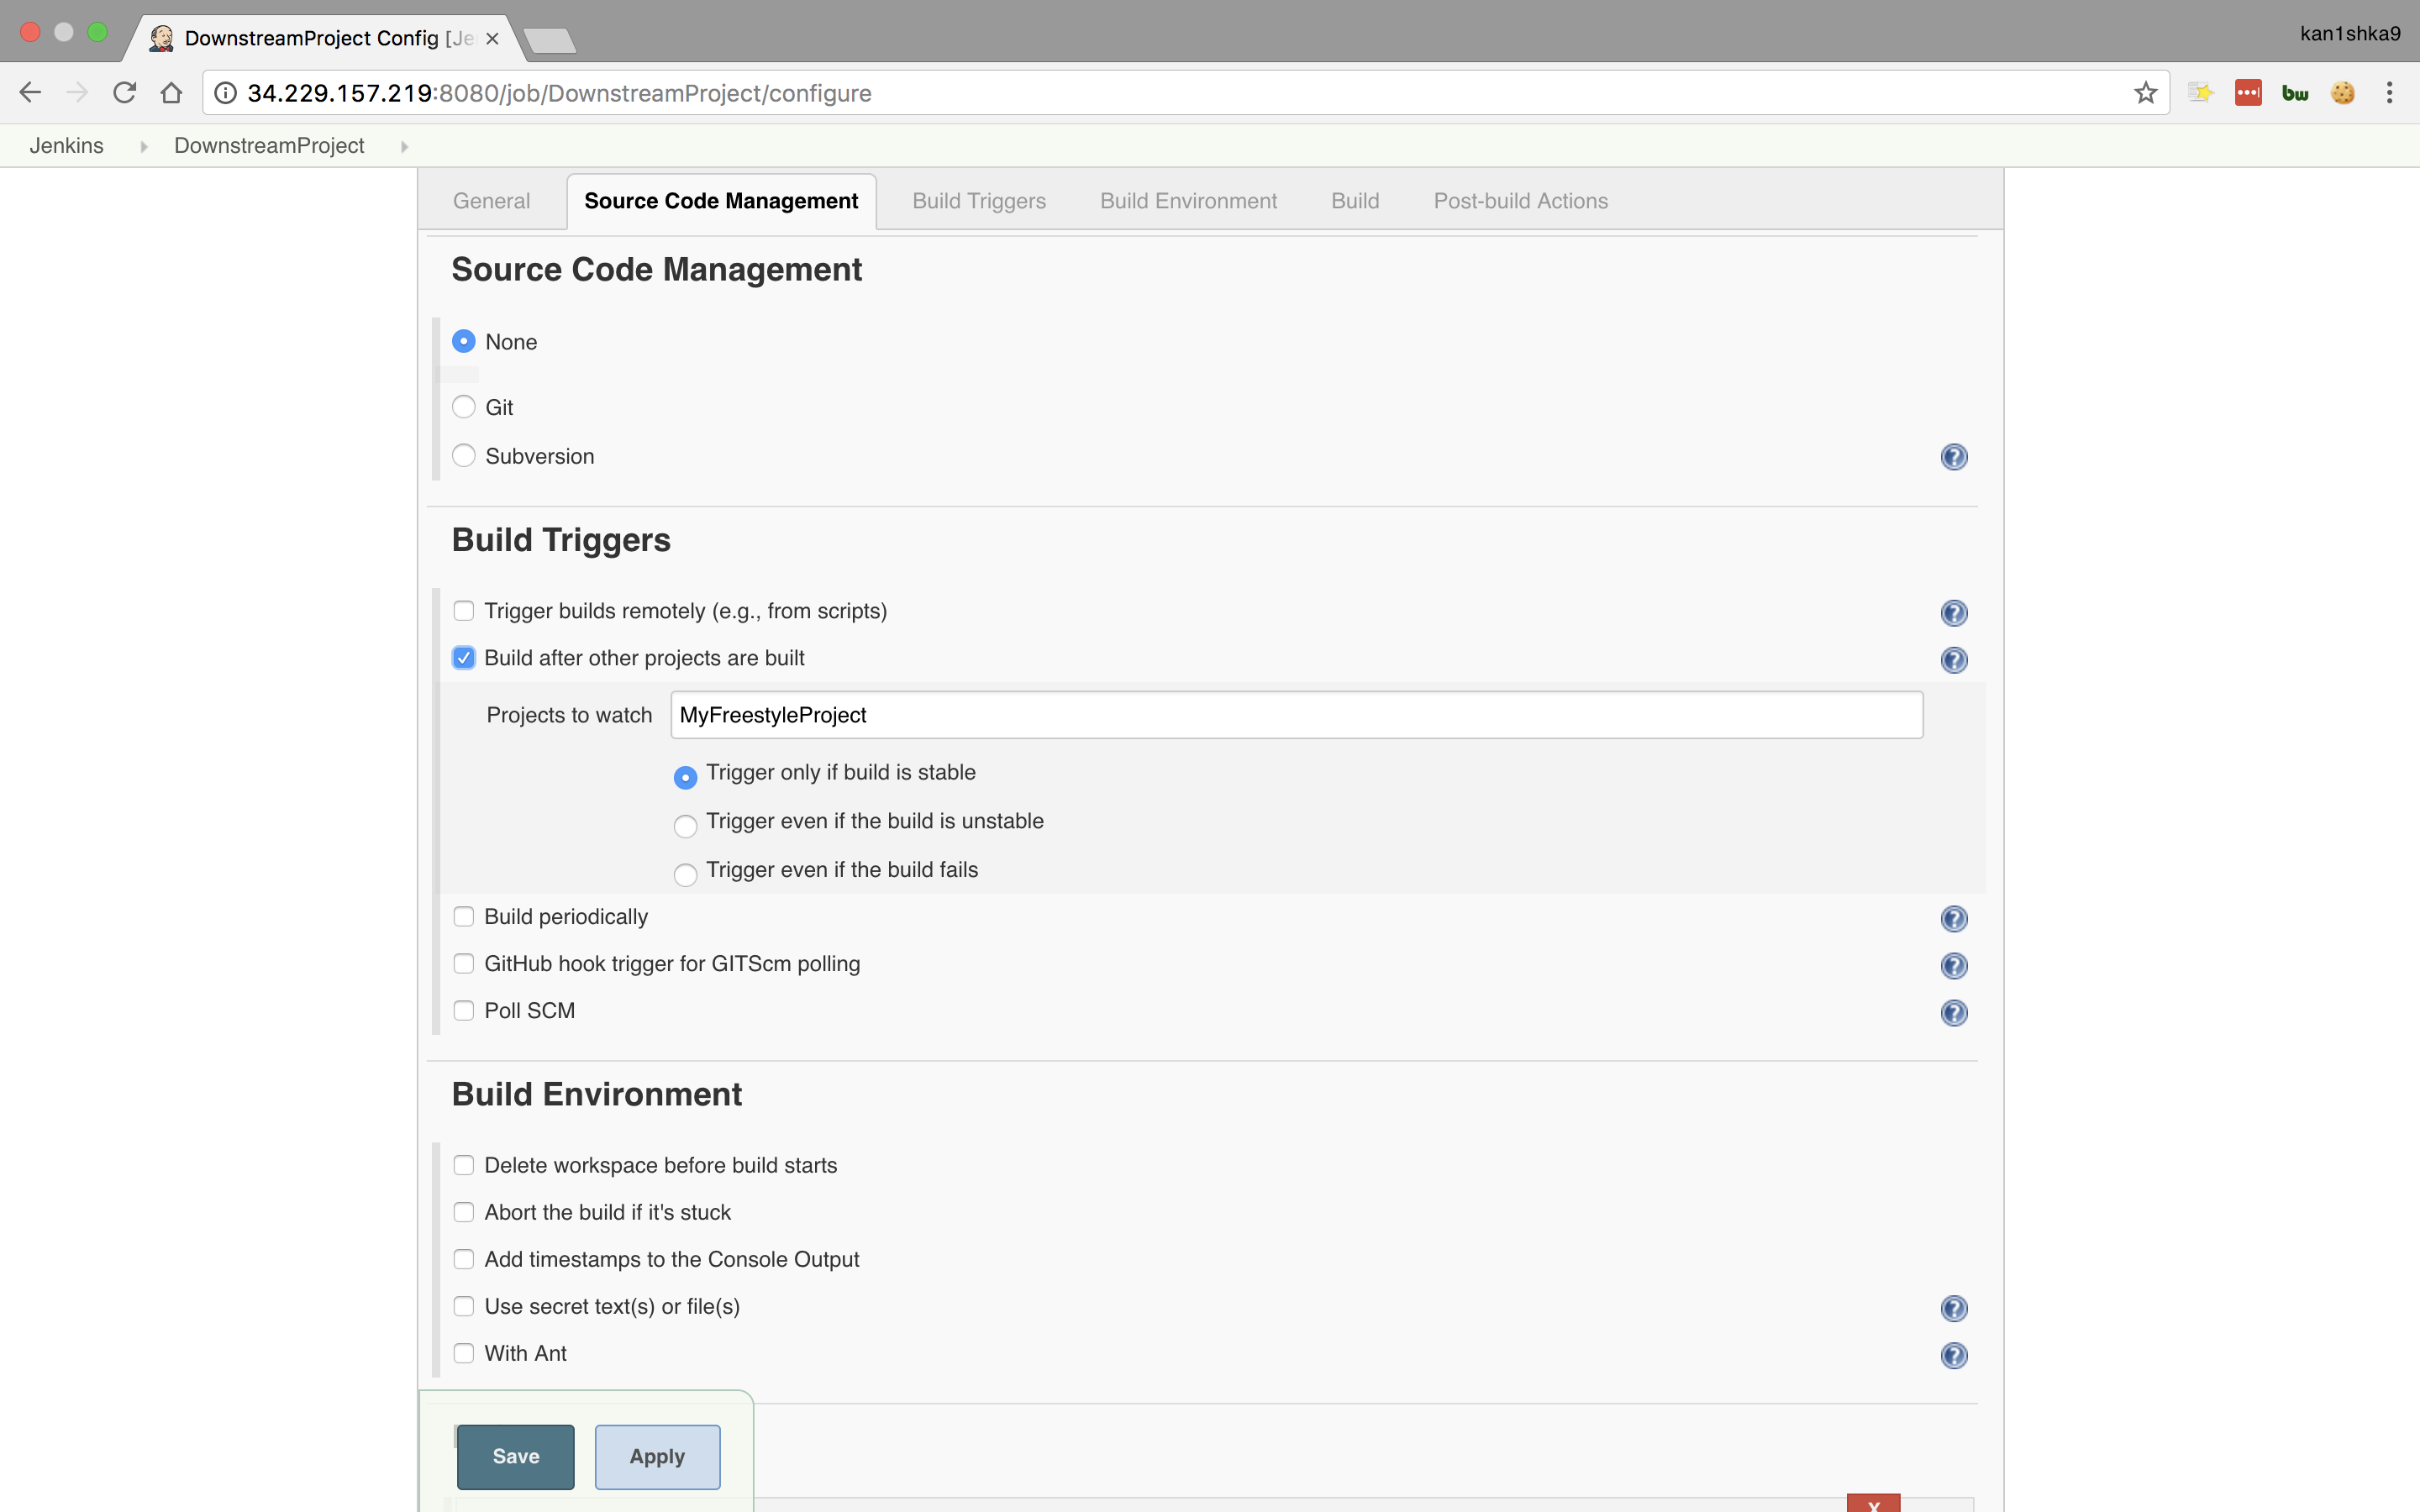 DownstreamProject Config [Je
kan1shka9
34.229.157.219:8080/job/DownstreamProject/configure
bw
Jenkins DownstreamProject
General Source Code Management Build Triggers Build Environment Build Post-build Actions
Source Code Management
None
Git
Subversion
Build Triggers
Trigger builds remotely (e.g., from scripts)
Build after other projects are built
Projects to watch MyFreestyleProject
Trigger only if build is stable
Trigger even if the build is unstable
Trigger even if the build fails
Build periodically
GitHub hook trigger for GITScm polling
Poll SCM
Build Environment
Delete workspace before build starts
Abort the build if it's stuck
Add timestamps to the Console Output
Use secret text(s) or file(s)
With Ant
Save Apply
X